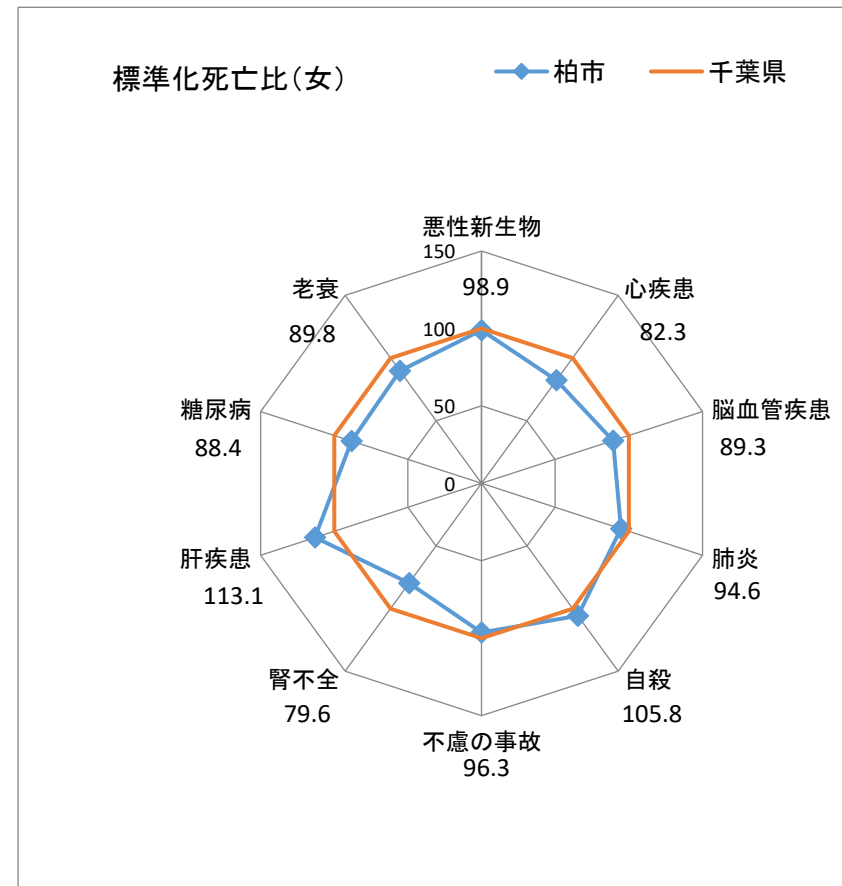 標準化死亡比(女)
柏市
千葉県
悪性新生物
150
98.9
心疾患
82.3
老衰
89.8
100
脳血管疾患
89.3
糖尿病
88.4
50
0
肺炎
94.6
肝疾患
113.1
自殺
105.8
腎不全
79.6
不慮の事故
96.3